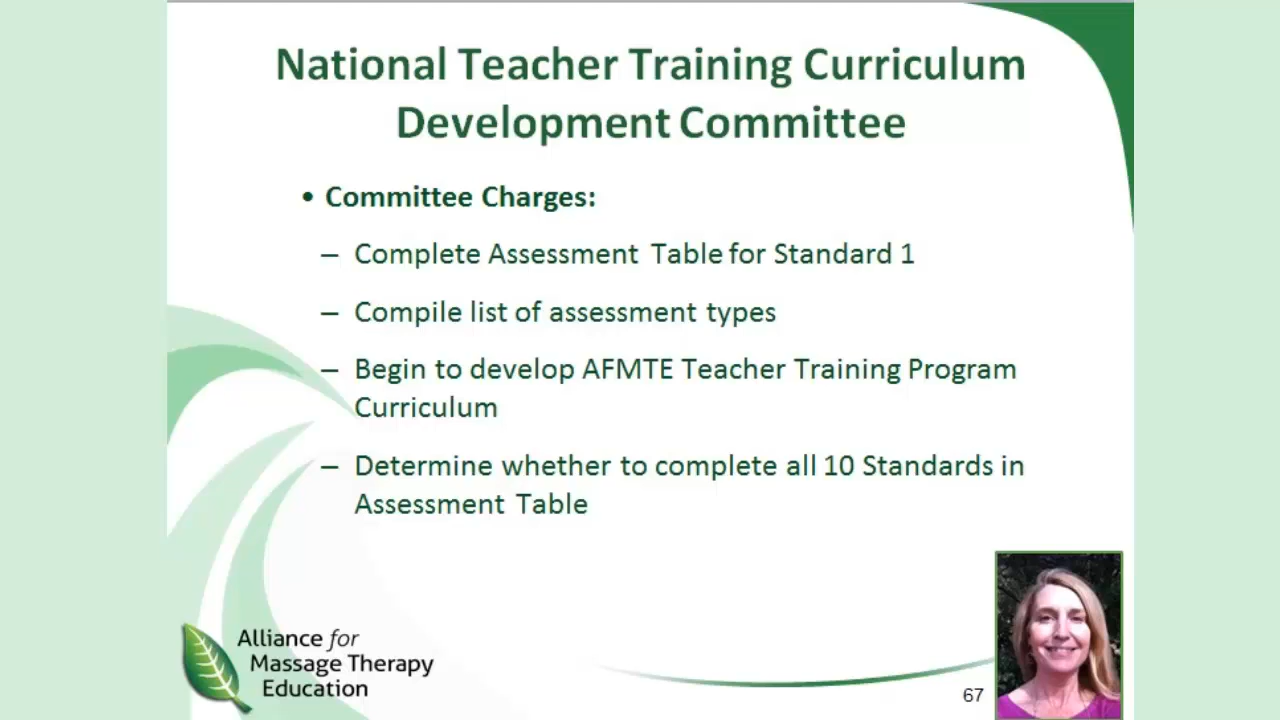 National Teacher Training Curriculum
Development Committee
• Committee Charges:
– Complete Assessment Table for Standard 1
– Compile list of assessment types
– Begin to develop AFMTE Teacher Training Program
Curriculum
– Determine whether to complete all 10 Standards in
Assessment Table
Alliance for
Massage Therapy
Education
67